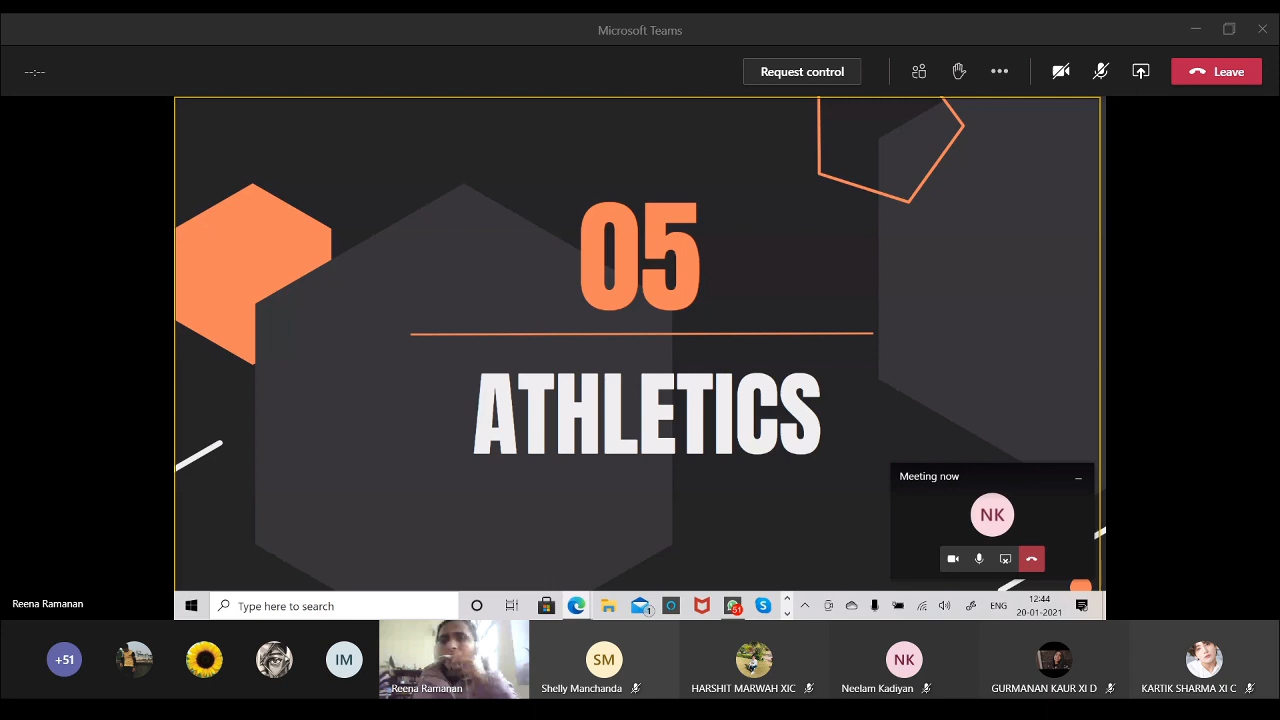 Microsoft Teams
--:--
Request control
Leave
05
ATHLETICS
Meeting now
NK
Reena Ramanan
Type here to search
1
51
ENG
12:44
20-01-2021
+51
IM
Reena Ramanan
SM
Shelly Manchanda
HARSHIT MARWAH XIC
NK
Neelam Kadiyan
GURMANAN KAUR XI D
KARTIK SHARMA XI C